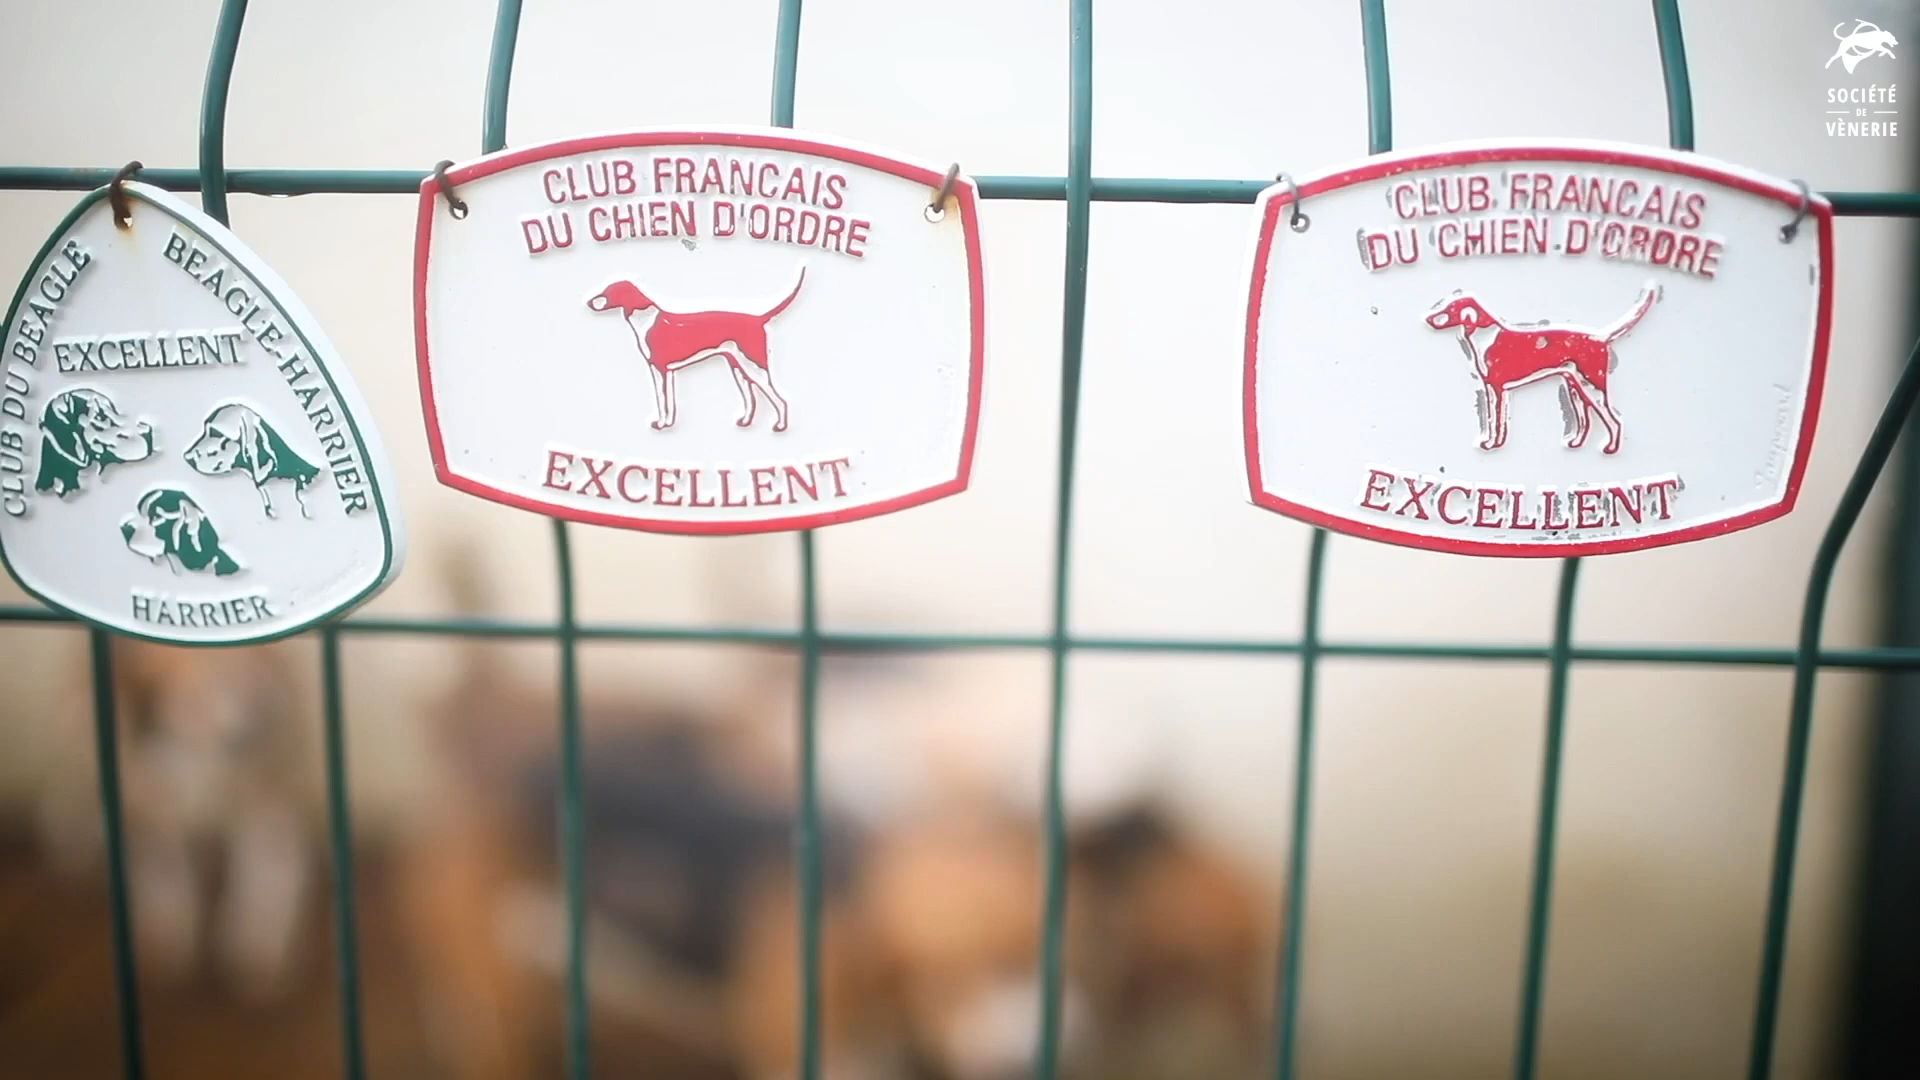 CLUB DU BEAGLE
BEAGLE-HARRIER
EXCELLENT
HARRIER
CLUB FRANCAIS
DU CHIEN D'ORDRE
EXCELLENT
CLUB FRANCAIS
DU CHIEN D'ORDRE
EXCELLENT
SOCIÉTÉ
DE
VÈNERIE